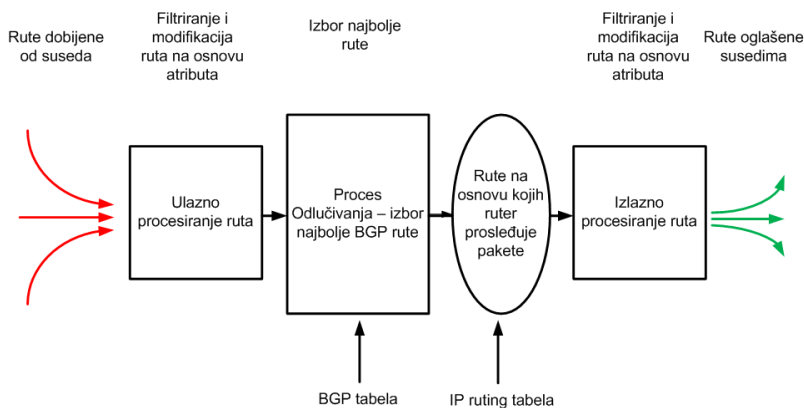 Rute dobijene
od suseda
Filtriranje i
modifikacija
ruta na osnovu
atributa
Izbor najbolje
rute
Filtriranje i
modifikacija
ruta na osnovu
atributa
Rute oglašene
susedima
Ulazno
procesiranje ruta
Proces
Odlučivanja – izbor
najbolje BGP rute
Rute na
osnovu kojih
ruter
prosleđuje
pakete
Izlazno
procesiranje ruta
BGP tabela
IP ruting tabela